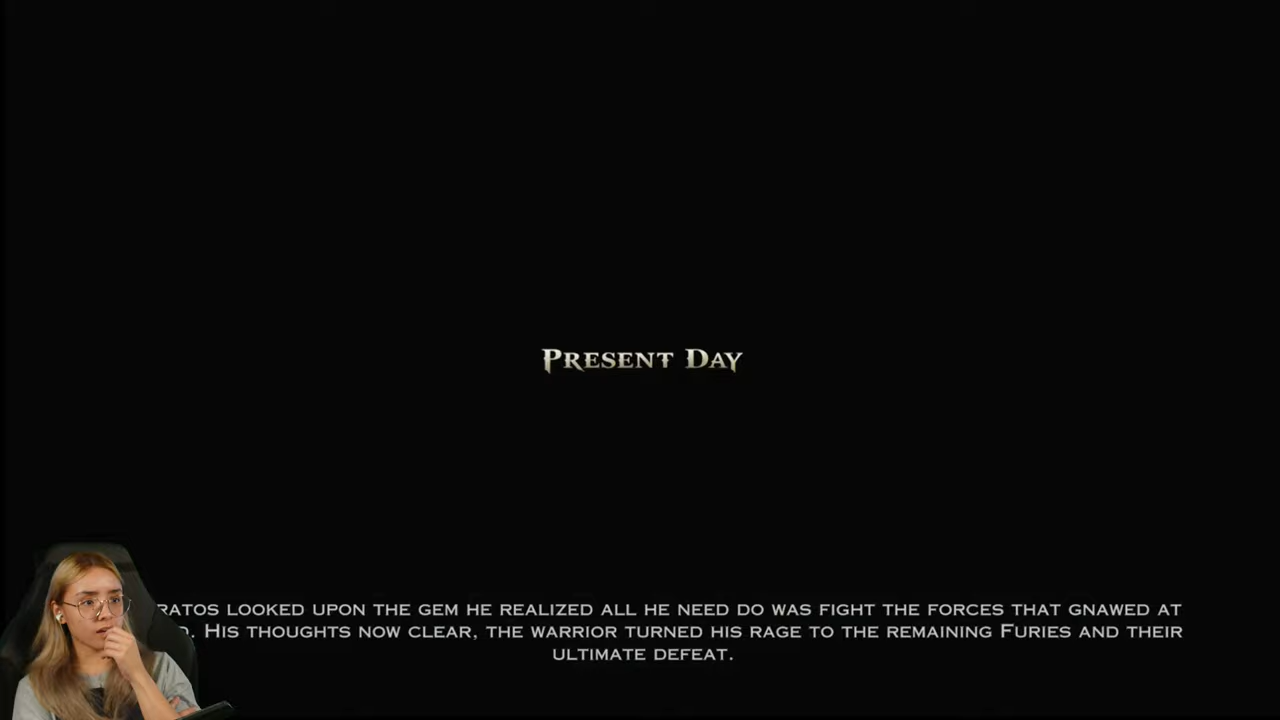 Present Day
ratos looked upon the gem he realized all he need do was fight the forces that gnawed at
. His thoughts now clear, the warrior turned his rage to the remaining Furies and their
ultimate defeat.